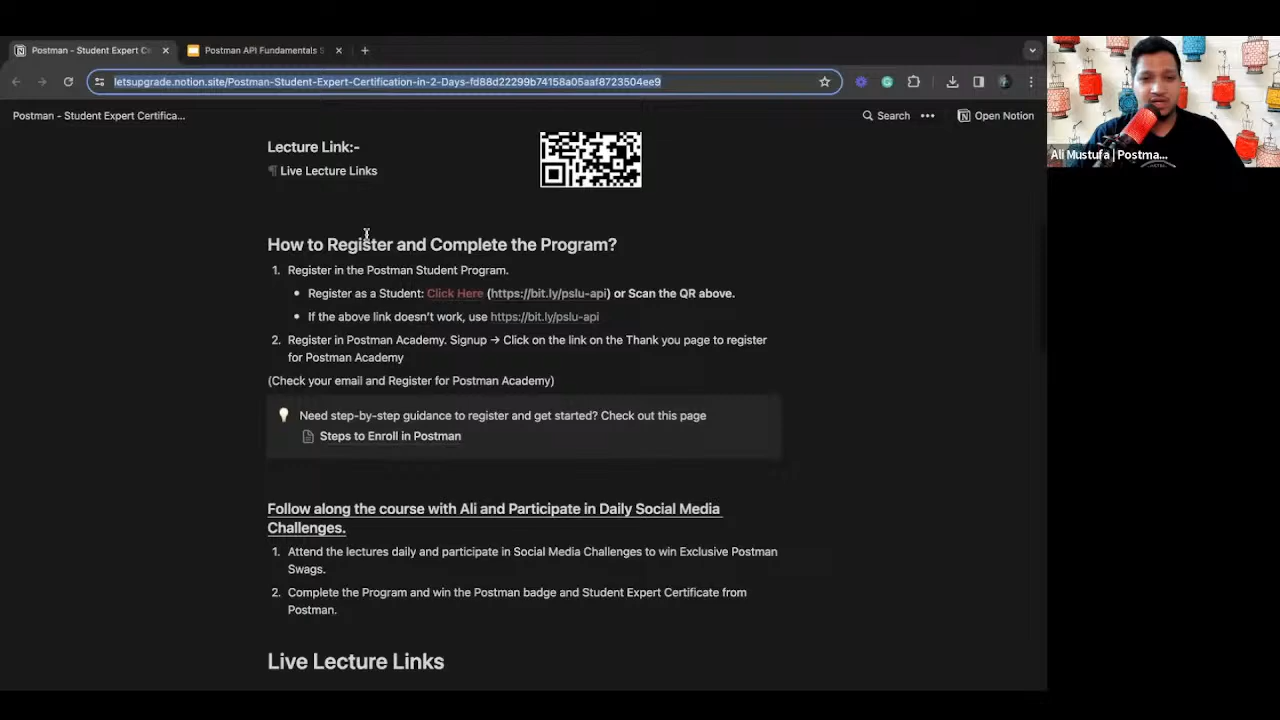 Postman - Student Expert Ce
Postman API Fundamentals S
letsupgrade.notion.site/Postman-Student-Expert-Certification-in-2-Days-fd88d22299b74158a05aaf8723504ee9
Postman - Student Expert Certifica...
Search
Open Notion
Ali Mustufa | Postma...
Lecture Link:-
¶ Live Lecture Links
How to Register and Complete the Program?
1. Register in the Postman Student Program.
• Register as a Student: Click Here (https://bit.ly/pslu-api) or Scan the QR above.
• If the above link doesn't work, use https://bit.ly/pslu-api
2. Register in Postman Academy. Signup → Click on the link on the Thank you page to register
for Postman Academy
(Check your email and Register for Postman Academy)
Need step-by-step guidance to register and get started? Check out this page
Steps to Enroll in Postman
Follow along the course with Ali and Participate in Daily Social Media
Challenges.
1. Attend the lectures daily and participate in Social Media Challenges to win Exclusive Postman
Swags.
2. Complete the Program and win the Postman badge and Student Expert Certificate from
Postman.
Live Lecture Links